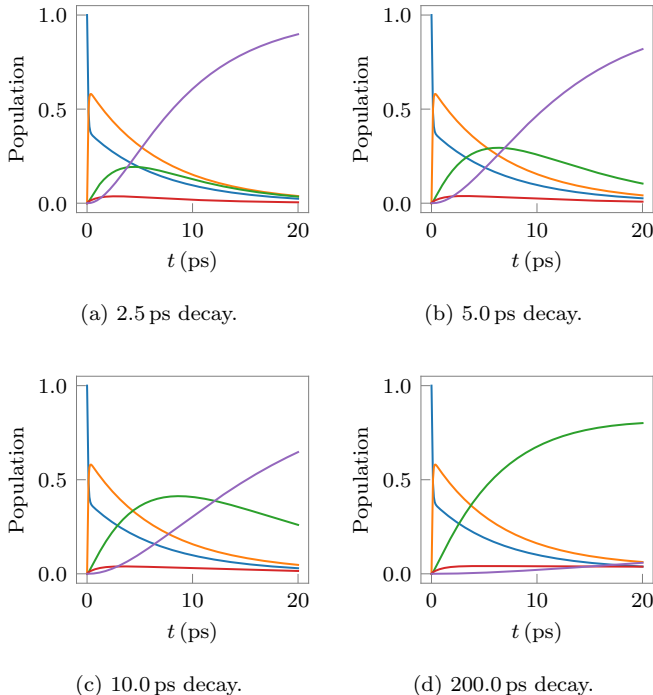 1.0 1.0
Population Population
0.5 0.5
0.0 0.0
0 10 20 0 10 20
t (ps) t (ps)
(a) 2.5 ps decay. (b) 5.0 ps decay.
1.0 1.0
Population Population
0.5 0.5
0.0 0.0
0 10 20 0 10 20
t (ps) t (ps)
(c) 10.0 ps decay. (d) 200.0 ps decay.